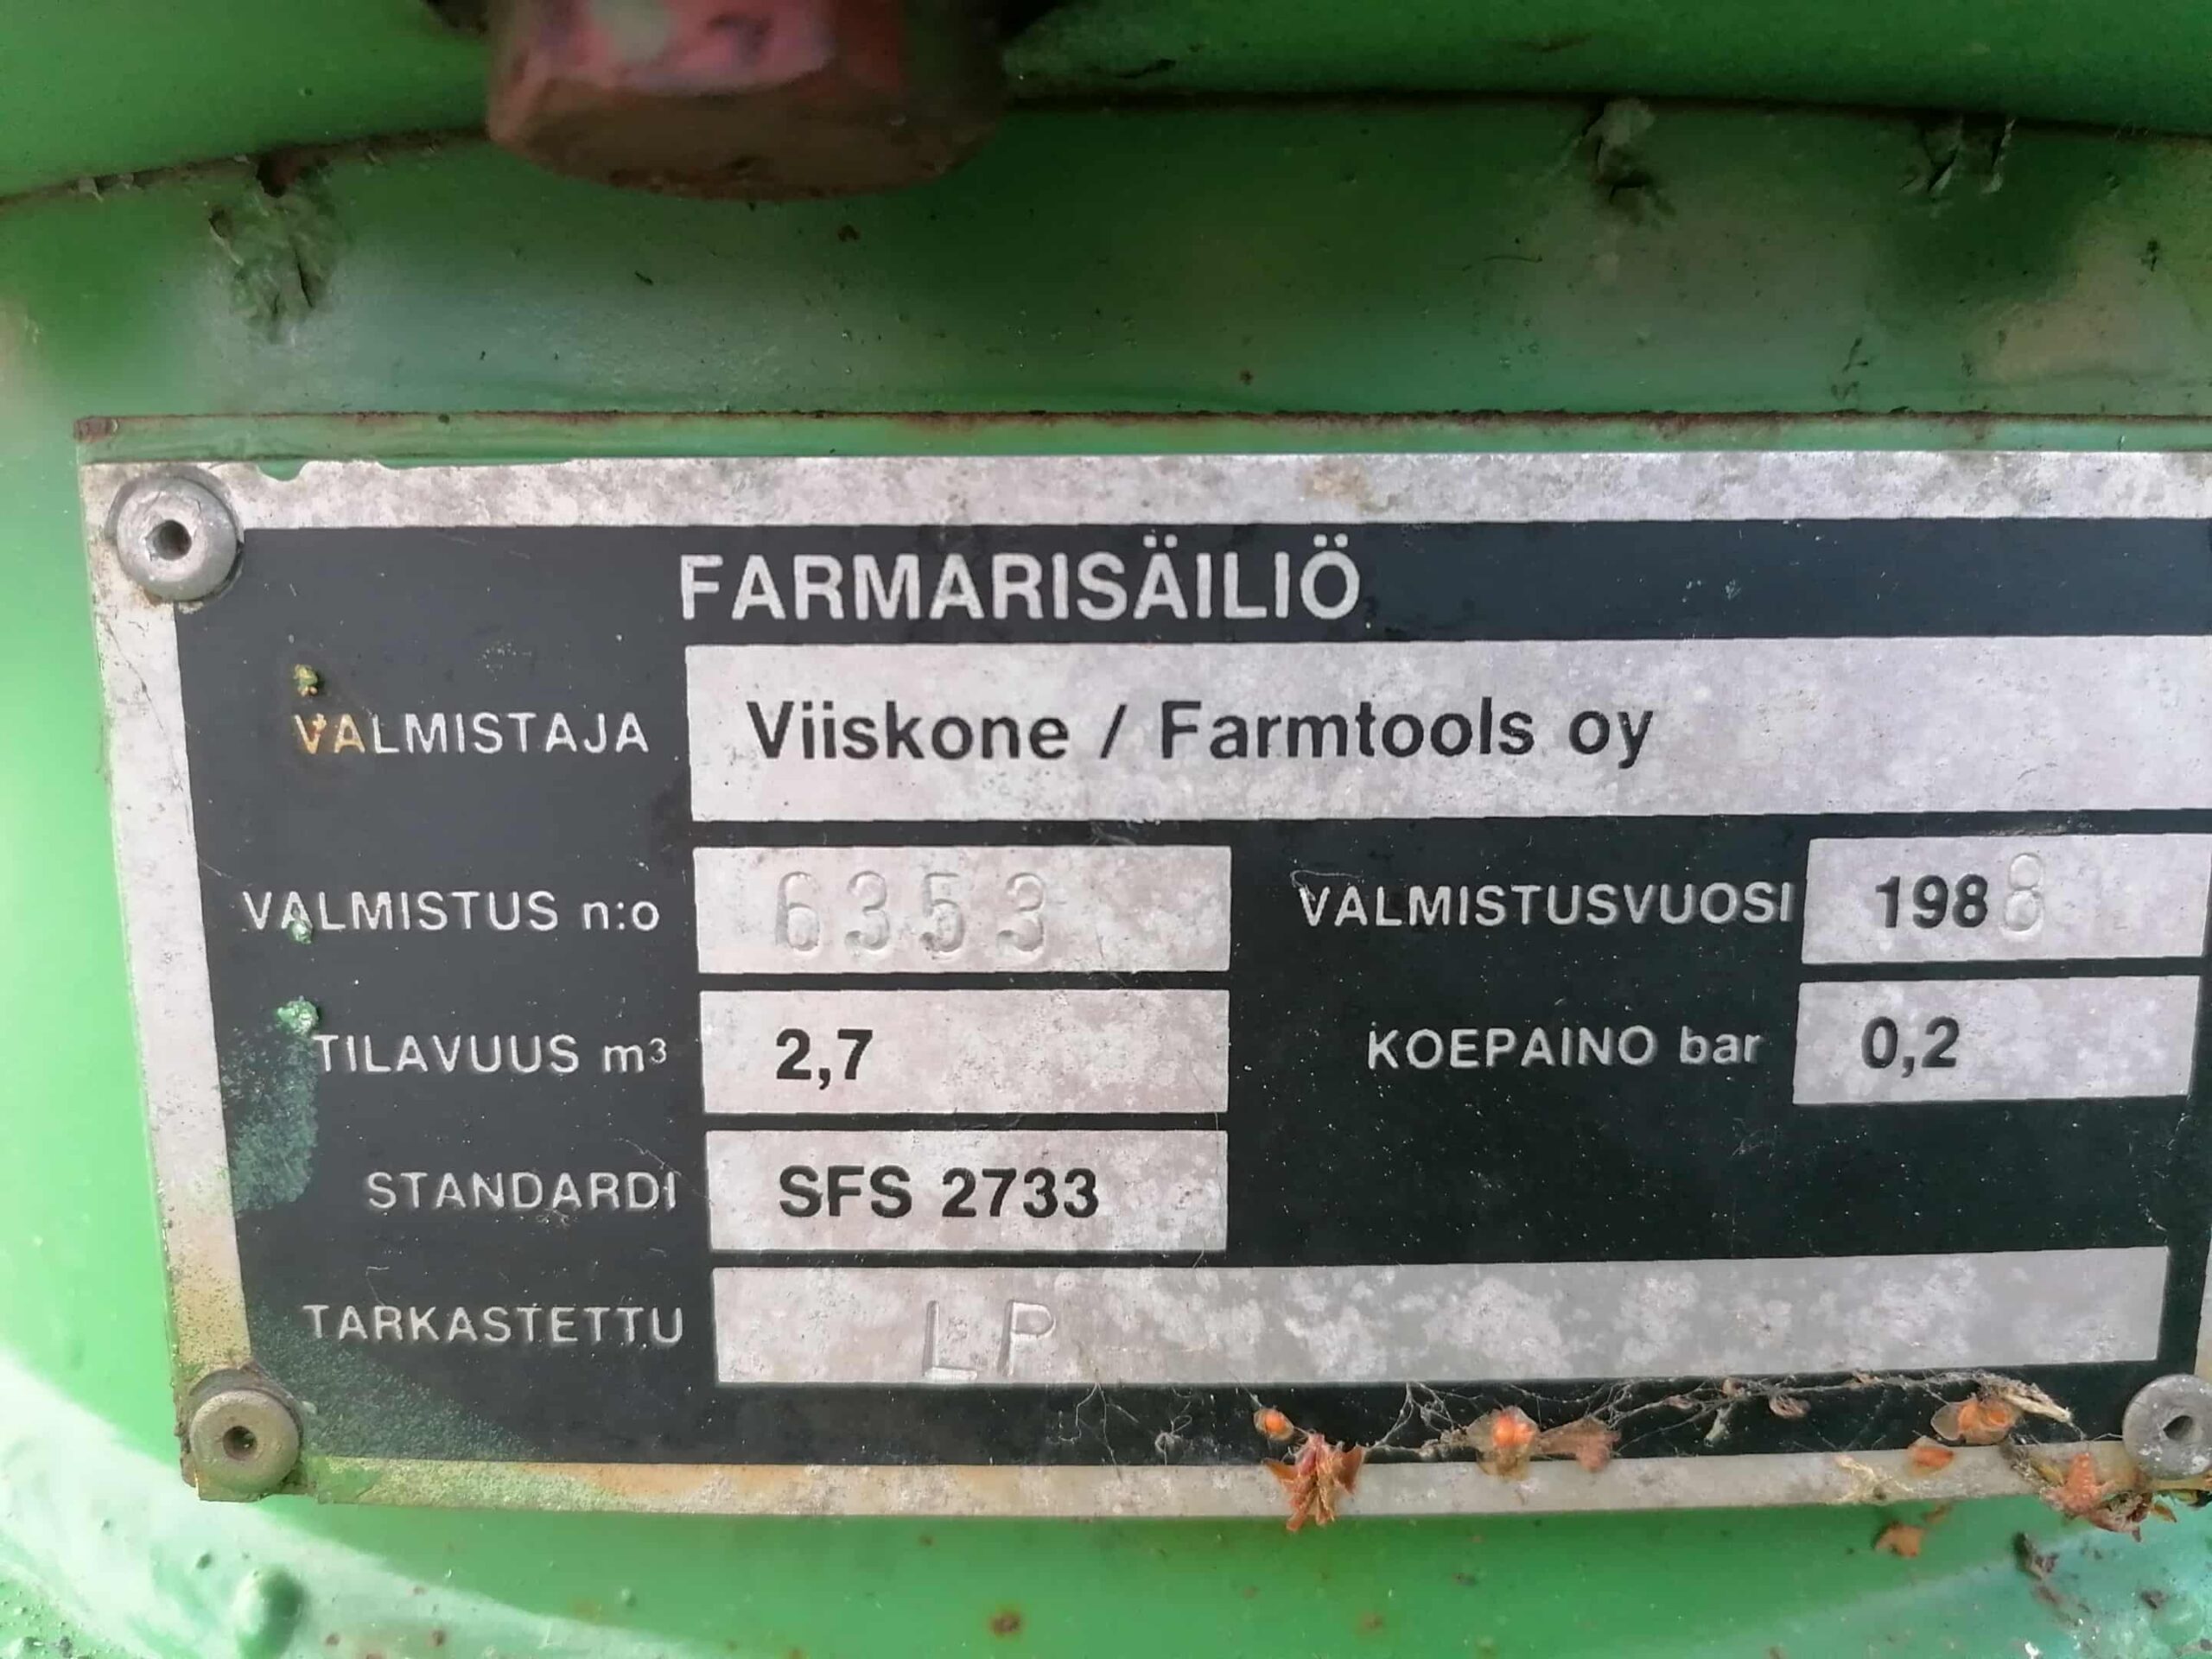 FARMARISÄILIÖ
VALMISTAJA Viiskone / Farmtools oy
VALMISTUS n:o 6353 VALMISTUSVUOSI 1988
TILAVUUS m³ 2,7 KOEPAINO bar 0,2
STANDARDI SFS 2733
TARKASTETTU LP